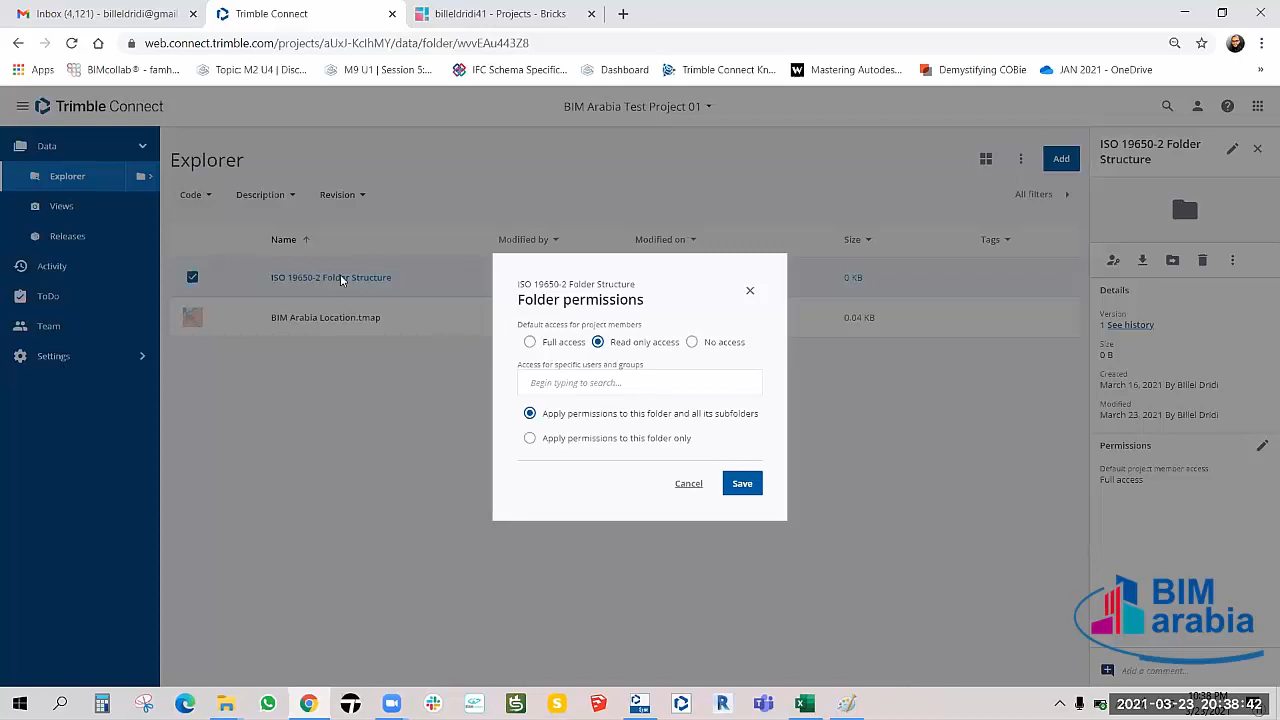 Inbox (4,121) - billeldridi@gmail
Trimble Connect
billeldridi41 - Projects - Bricks
web.connect.trimble.com/projects/aUxJ-KcIhMY/data/folder/wvvEAu443Z8
Apps
BIMcollab® - famh...
Topic: M2 U4 | Disc...
M9 U1 | Session 5:...
IFC Schema Specific...
Dashboard
Trimble Connect Kn...
Mastering Autodes...
Demystifying COBie
JAN 2021 - OneDrive
Trimble Connect
BIM Arabia Test Project 01
Data
Explorer
Views
Releases
Activity
ToDo
Team
Settings
Explorer
Add
Code
Description
Revision
All filters
Name
Modified by
Modified on
Size
Tags
ISO 19650-2 Folder Structure
0 KB
BIM Arabia Location.tmap
0.04 KB
ISO 19650-2 Folder Structure
Folder permissions
Default access for project members
Full access
Read only access
No access
Access for specific users and groups
Begin typing to search...
Apply permissions to this folder and all its subfolders
Apply permissions to this folder only
Cancel
Save
ISO 19650-2 Folder
Structure
Details
Version
1 See history
Size
0 B
Created
March 16, 2021 By Billel Dridi
Modified
March 23, 2021 By Billel Dridi
Permissions
Default project member access
Full access
BIM
arabia
Add a comment...
10:38 PM
2021-03-23 20:38:42